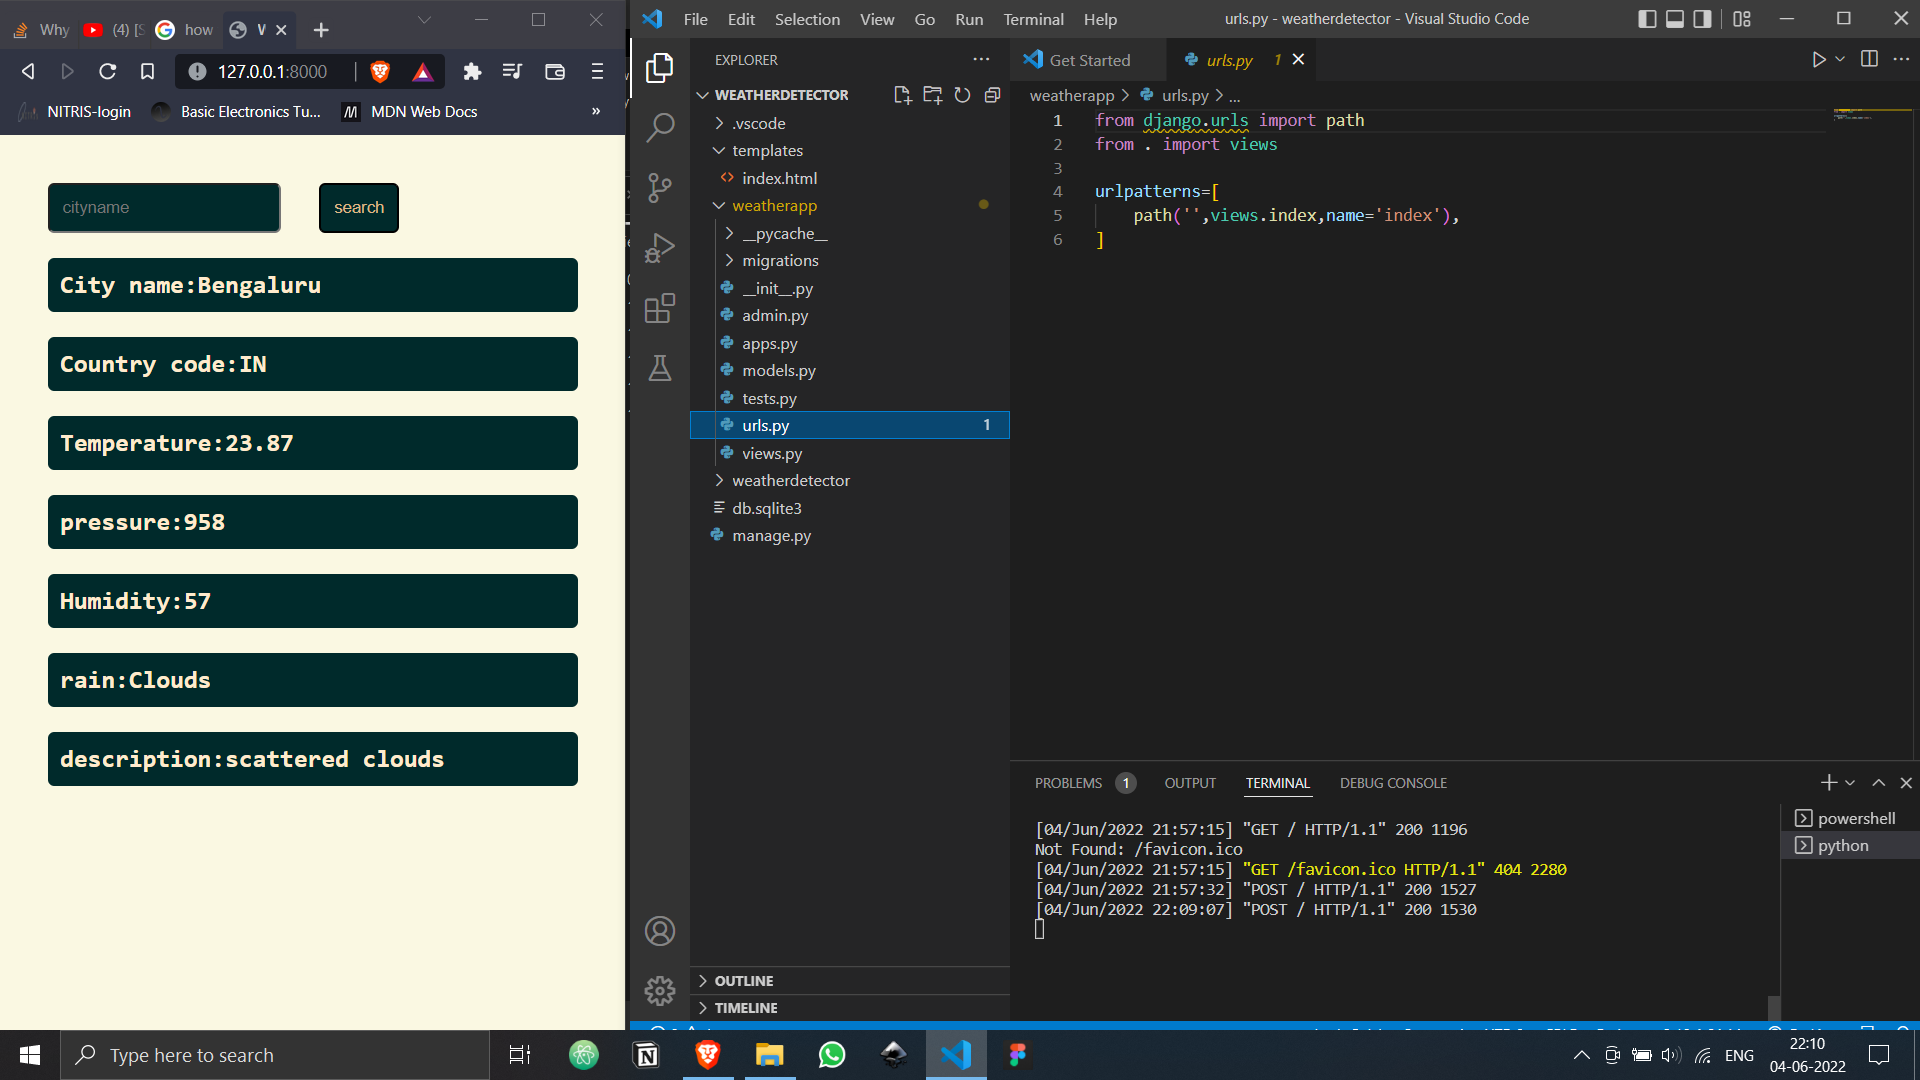 Why
(4) [S
how
W
127.0.0.1:8000
NITRIS-login
Basic Electronics Tu...
MDN Web Docs
»
cityname
search
City name:Bengaluru
Country code:IN
Temperature:23.87
pressure:958
Humidity:57
rain:Clouds
description:scattered clouds
File Edit Selection View Go Run Terminal Help
urls.py - weatherdetector - Visual Studio Code
EXPLORER
WEATHERDETECTOR
.vscode
templates
index.html
weatherapp
__pycache__
migrations
__init__.py
admin.py
apps.py
models.py
tests.py
urls.py 1
views.py
weatherdetector
db.sqlite3
manage.py
OUTLINE
TIMELINE
Get Started
urls.py 1
weatherapp > urls.py > ...
1 from django.urls import path
2 from . import views
3
4 urlpatterns=[
5 path('',views.index,name='index'),
6 ]
PROBLEMS 1 OUTPUT TERMINAL DEBUG CONSOLE
[04/Jun/2022 21:57:15] "GET / HTTP/1.1" 200 1196
Not Found: /favicon.ico
[04/Jun/2022 21:57:15] "GET /favicon.ico HTTP/1.1" 404 2280
[04/Jun/2022 21:57:32] "POST / HTTP/1.1" 200 1527
[04/Jun/2022 22:09:07] "POST / HTTP/1.1" 200 1530
powershell
python
Type here to search
ENG
22:10
04-06-2022